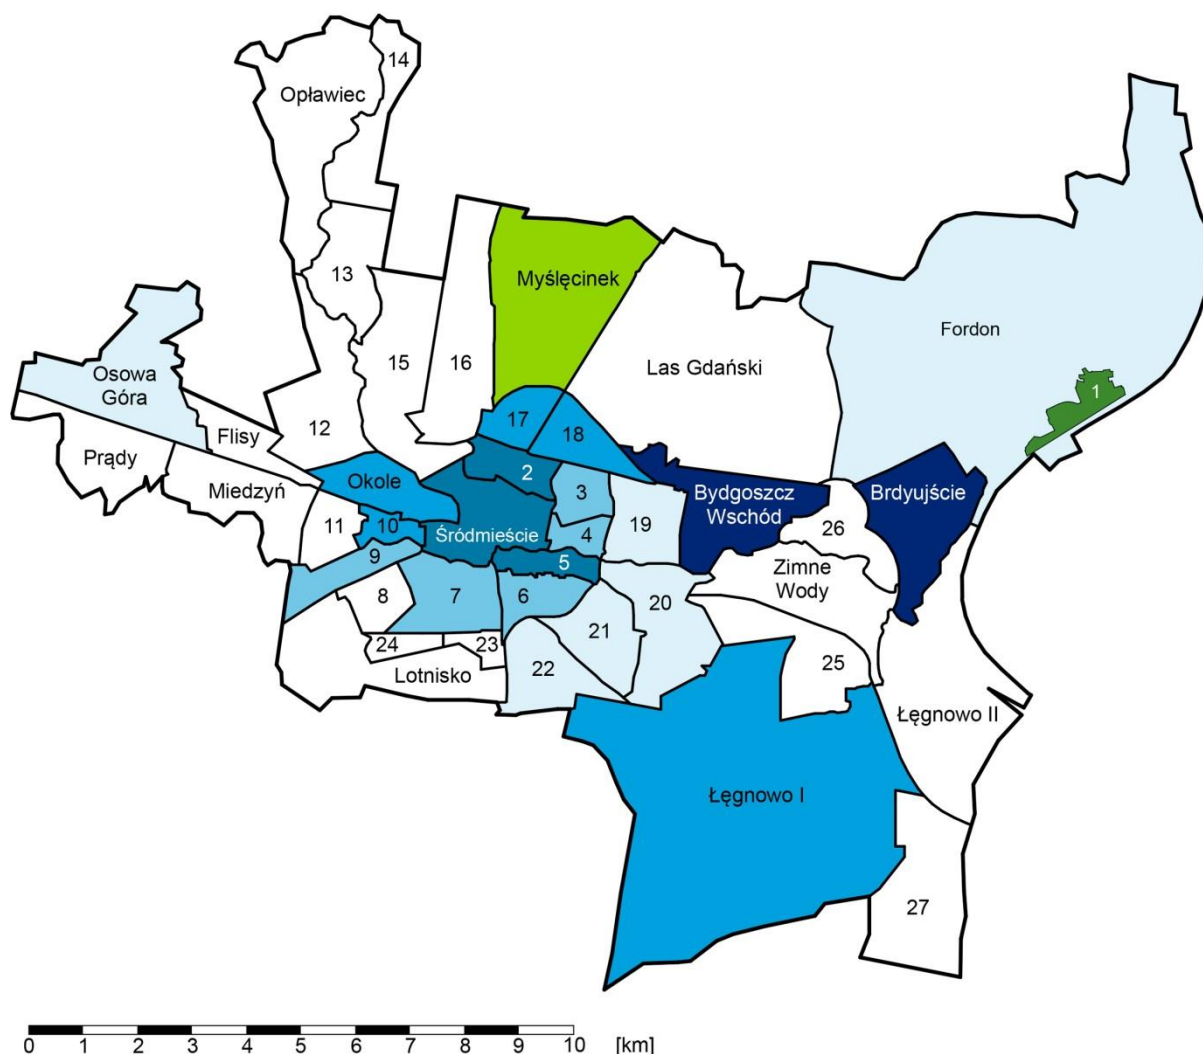 14
Opławiec
13
Myślęcinek
Fordon
15
16
Las Gdański
Osowa
Góra
1
12
17
18
Flisy
Prądy
2
Okole
Miedzyń
3
Bydgoszcz
Wschód
Brdyujście
19
11
10
Śródmieście
4
26
9
5
Zimne
Wody
8
7
6
20
21
24
23
25
22
Lotnisko
Łęgnowo II
Łęgnowo I
27
0 1 2 3 4 5 6 7 8 9 10 [km]